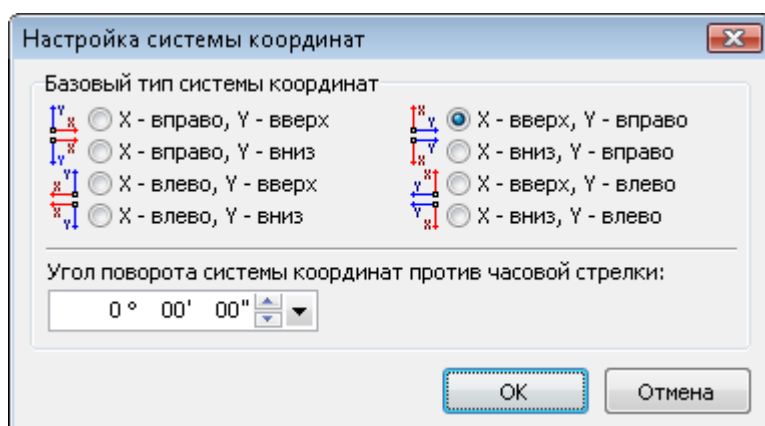 Настройка системы координат
Базовый тип системы координат
X - вправо, Y - вверх
X - вверх, Y - вправо
X - вправо, Y - вниз
X - вниз, Y - вправо
X - влево, Y - вверх
X - вверх, Y - влево
X - влево, Y - вниз
X - вниз, Y - влево
Угол поворота системы координат против часовой стрелки:
0 ° 00' 00"
OK Отмена